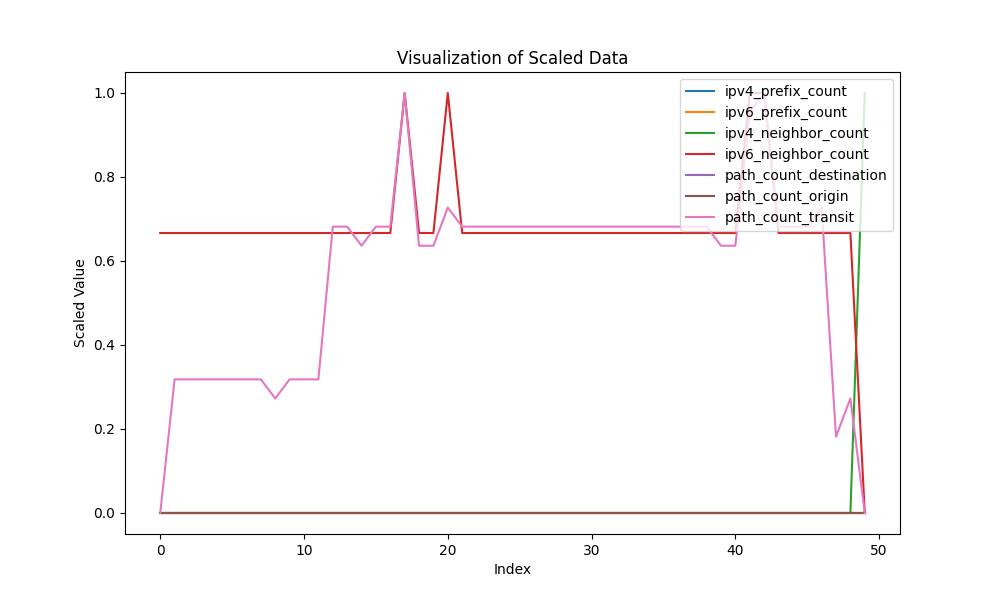 Visualization of Scaled Data
1.0
0.8
0.6
0.4
0.2
0.0
Scaled Value
ipv4_prefix_count
ipv6_prefix_count
ipv4_neighbor_count
ipv6_neighbor_count
path_count_destination
path_count_origin
path_count_transit
0 10 20 30 40 50
Index